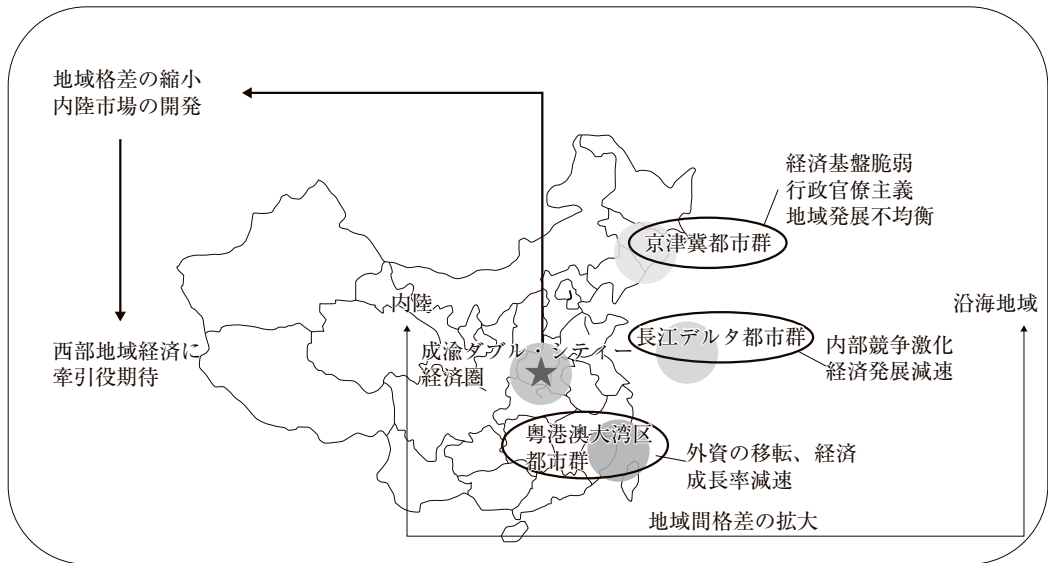 地域格差の縮小
内陸市場の開発
経済基盤脆弱
行政官僚主義
地域発展不均衡
京津冀都市群
内陸
沿海地域
長江デルタ都市群
西部地域経済に
牽引役期待
成渝ダブル・シティー
経済圏
内部競争激化
経済発展減速
粤港澳大湾区
都市群
外資の移転、経済
成長率減速
地域間格差の拡大